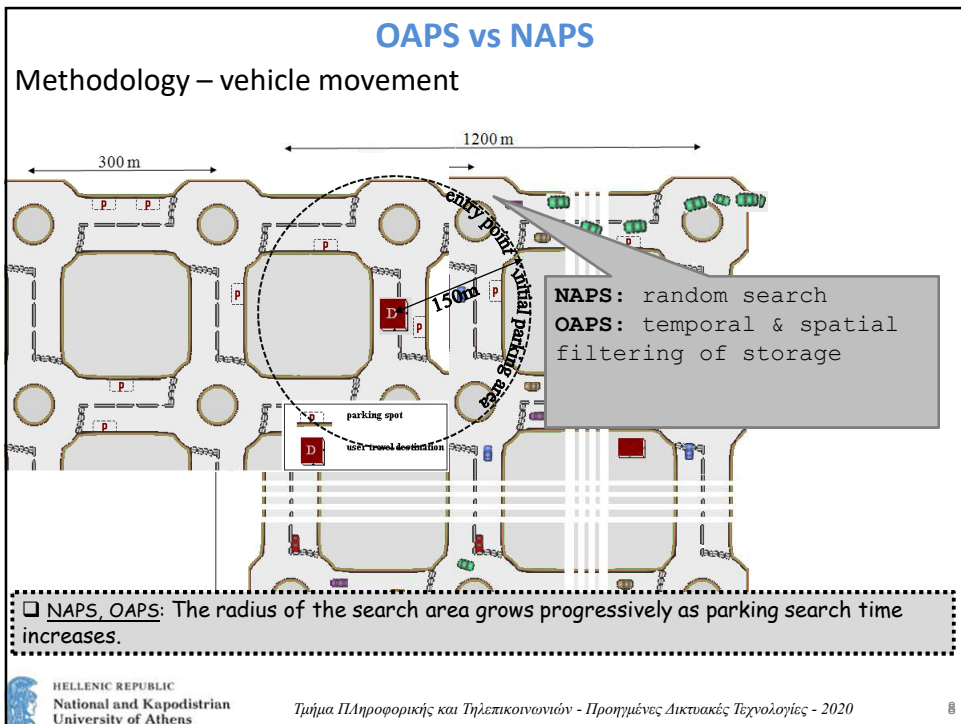 OAPS vs NAPS
Methodology – vehicle movement
1200 m
300 m
P P
P
P
P
P
P
P
P
entry point
initial parking area
150m
D
NAPS: random search
OAPS: temporal & spatial
filtering of storage
P parking spot
D user travel destination
❑ NAPS, OAPS: The radius of the search area grows progressively as parking search time
increases.
HELLENIC REPUBLIC
National and Kapodistrian
University of Athens
Τμήμα Πληροφορικής και Τηλεπικοινωνιών - Προηγμένες Δικτυακές Τεχνολογίες - 2020
8